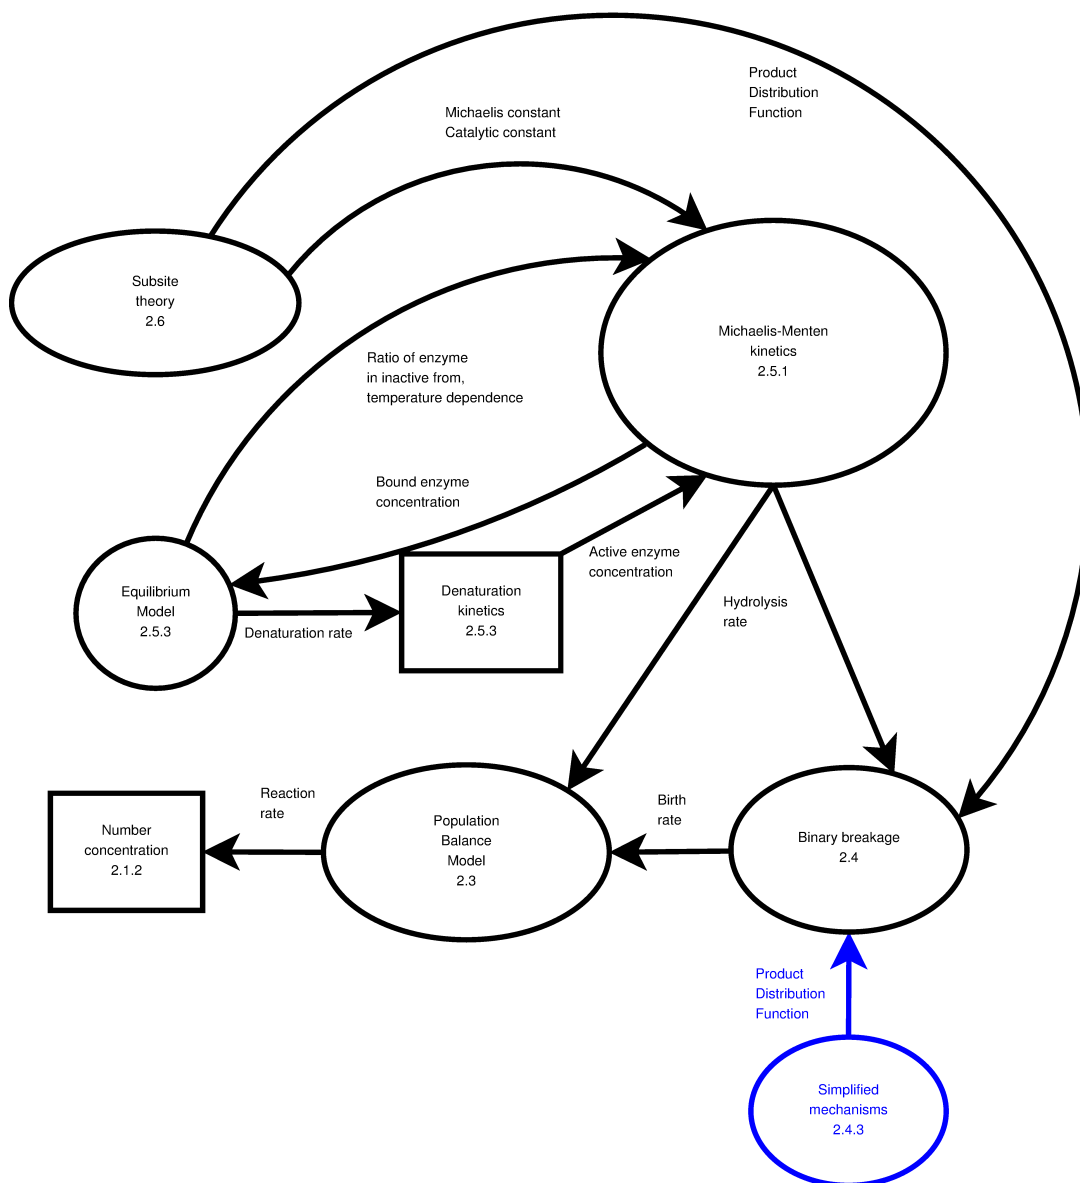 Product
Distribution
Function
Michaelis constant
Catalytic constant
Subsite
theory
2.6
Michaelis-Menten
kinetics
2.5.1
Ratio of enzyme
in inactive from,
temperature dependence
Bound enzyme
concentration
Active enzyme
concentration
Equilibrium
Model
2.5.3
Denaturation rate
Denaturation
kinetics
2.5.3
Hydrolysis
rate
Reaction
rate
Birth
rate
Number
concentration
2.1.2
Population
Balance
Model
2.3
Binary breakage
2.4
Product
Distribution
Function
Simplified
mechanisms
2.4.3